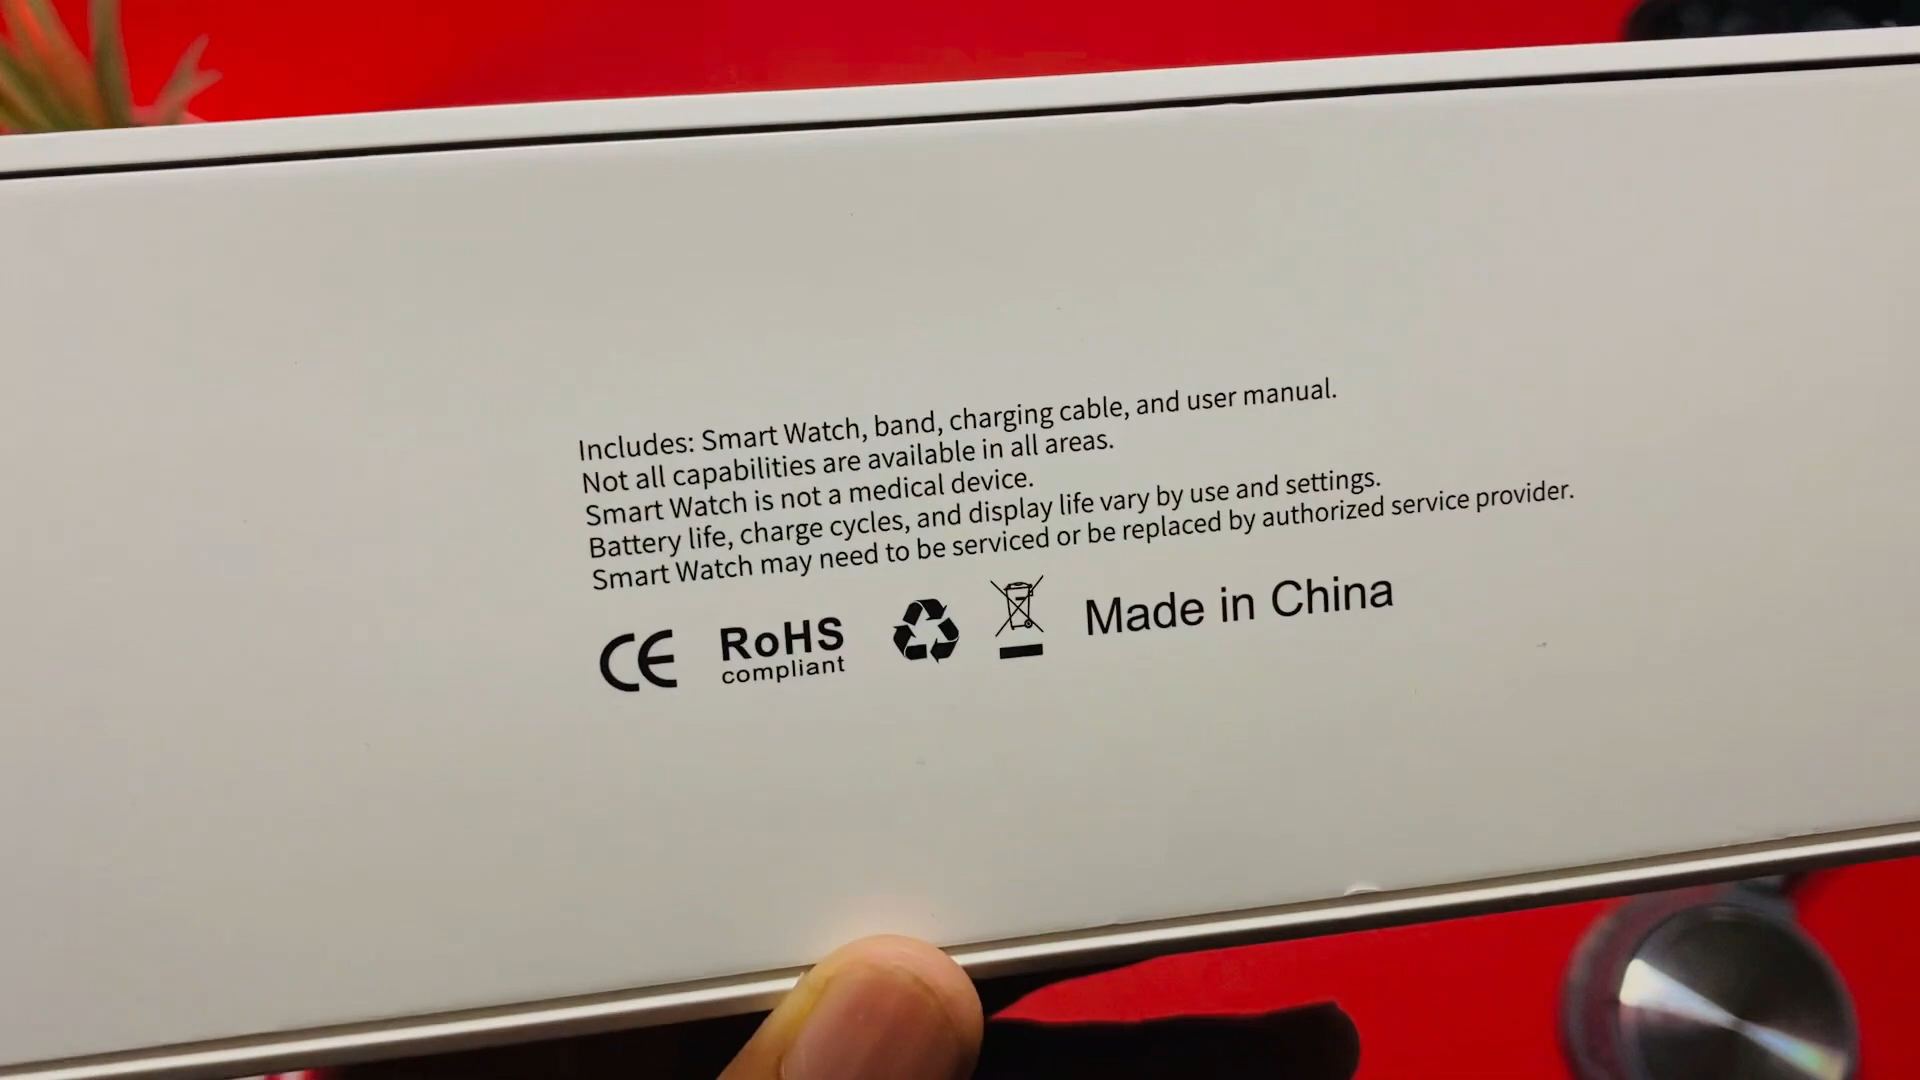 Includes: Smart Watch, band, charging cable, and user manual.
Not all capabilities are available in all areas.
Smart Watch is not a medical device.
Battery life, charge cycles, and display life vary by use and settings.
Smart Watch may need to be serviced or be replaced by authorized service provider.
CE RoHS compliant Made in China